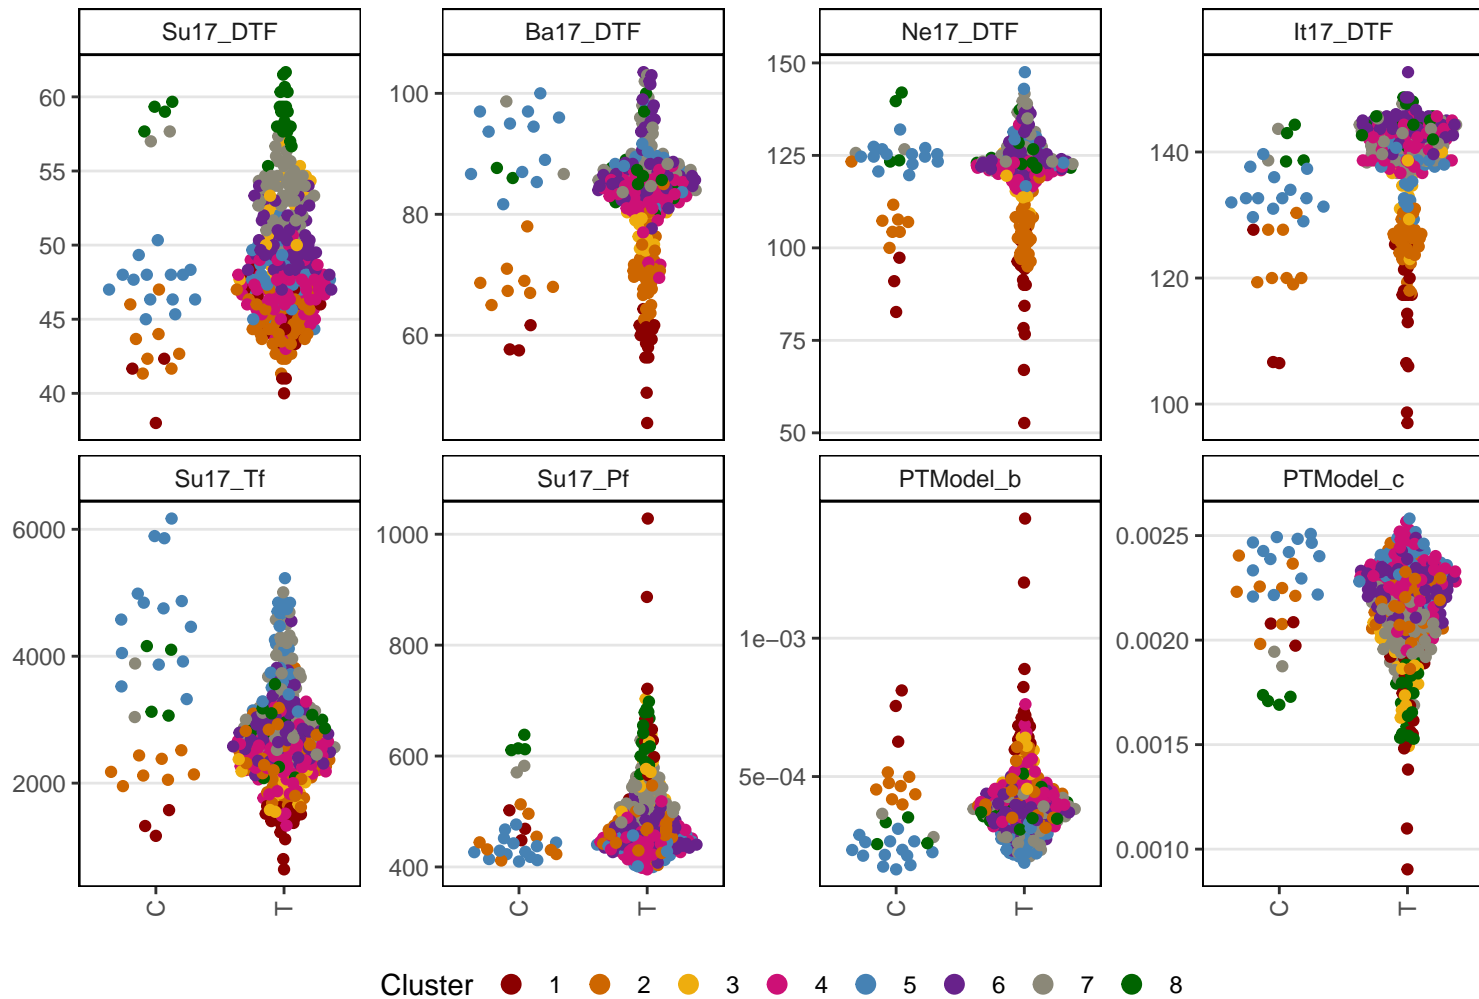 Su17_DTF Ba17_DTF Ne17_DTF It17_DTF
60 55 50 45 40
100 80 60
150 125 100 75 50
140 120 100
Su17_Tf Su17_Pf PTModel_b PTModel_c
6000 4000 2000
1000 800 600 400
1e−03 5e−04
0.0025 0.0020 0.0015 0.0010
C T C T C T C T
Cluster 1 2 3 4 5 6 7 8